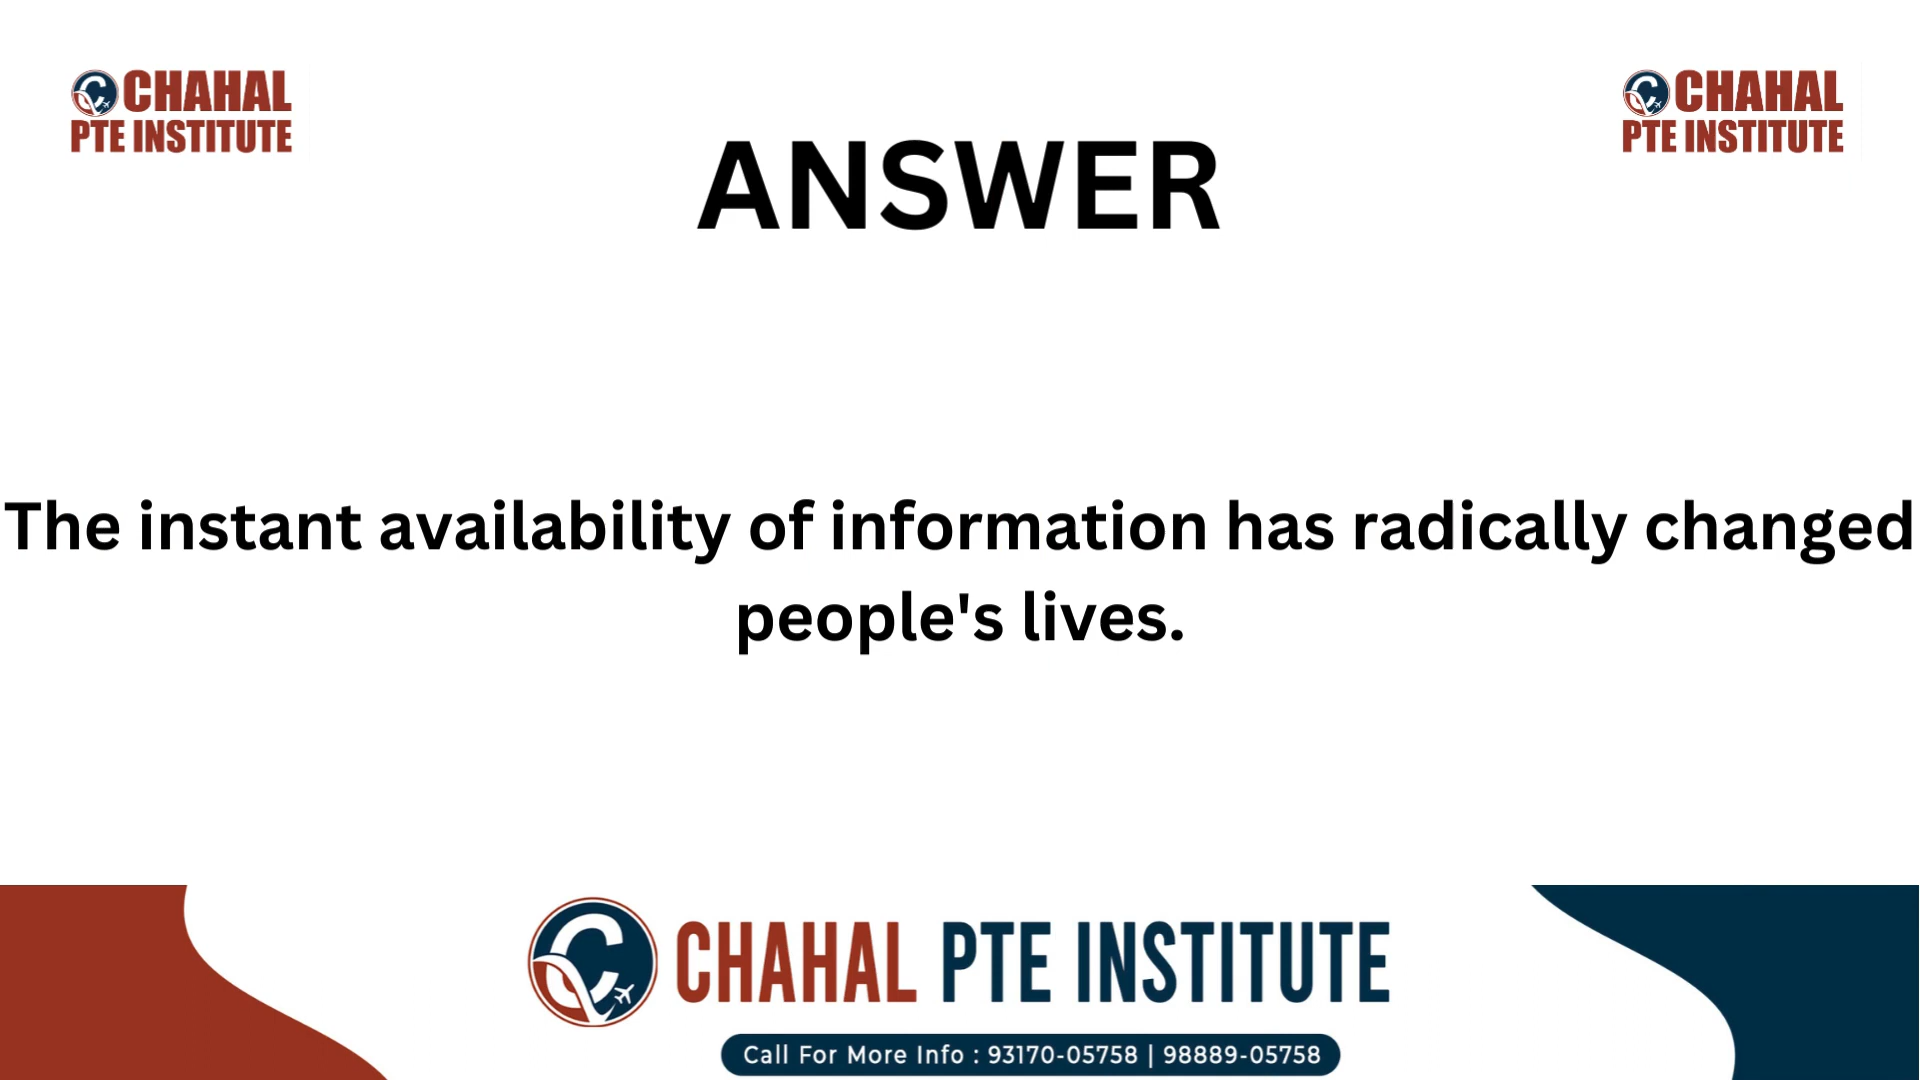 CHAHAL
PTE INSTITUTE
CHAHAL
PTE INSTITUTE
ANSWER
The instant availability of information has radically changed
people's lives.
CHAHAL PTE INSTITUTE
Call For More Info : 93170-05758 | 98889-05758